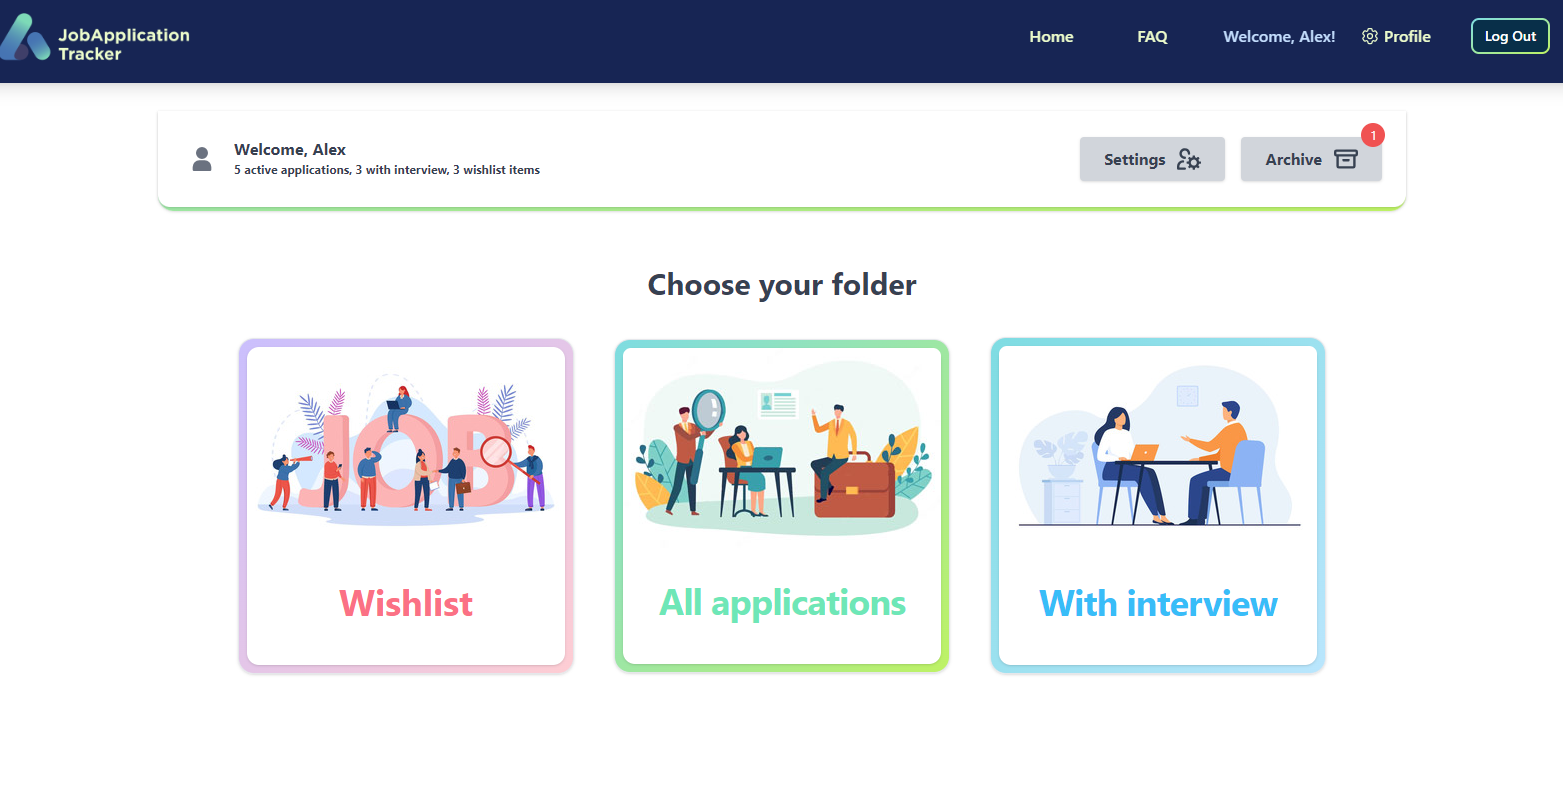 JobApplication
Tracker
Home
FAQ
Welcome, Alex!
Profile
Log Out
Welcome, Alex
5 active applications, 3 with interview, 3 wishlist items
Settings
Archive
1
Choose your folder
JOB
Wishlist
All applications
With interview